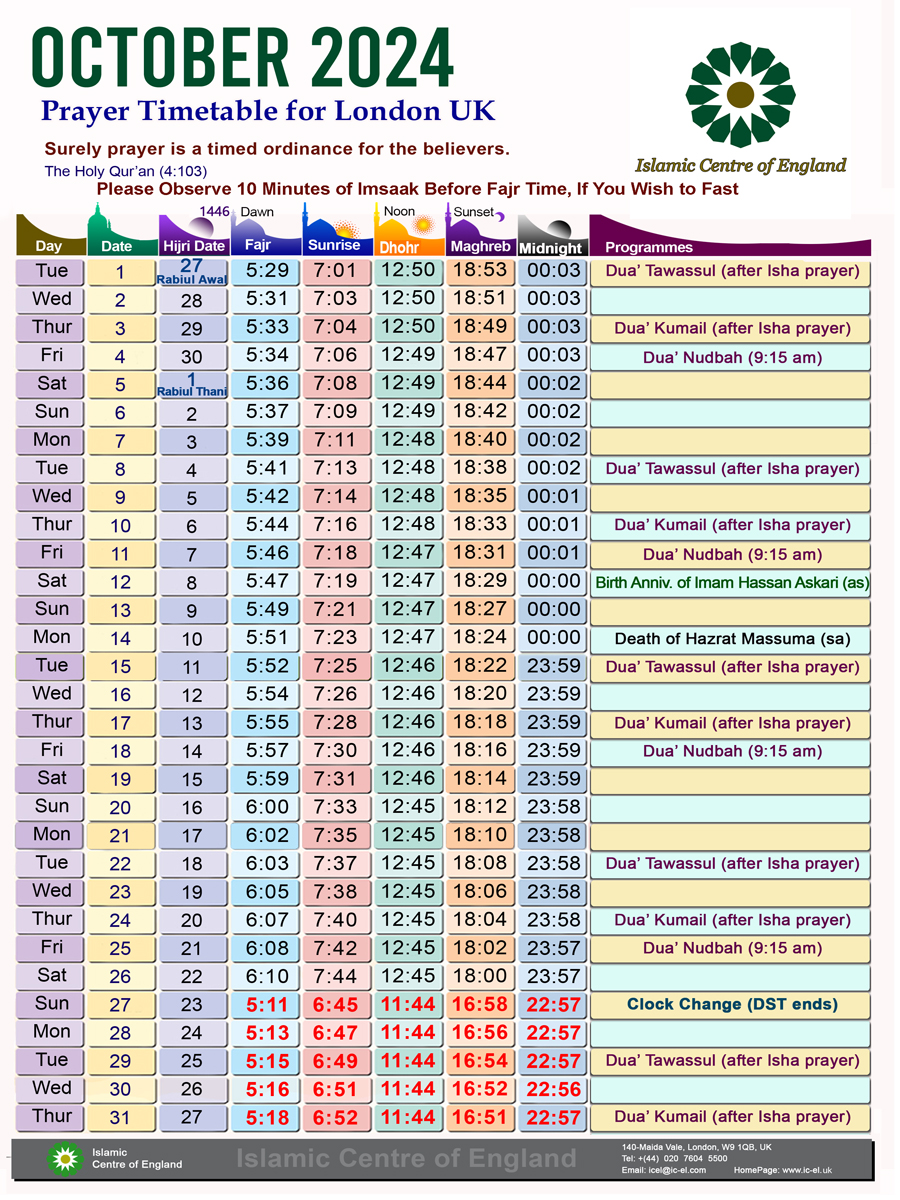 OCTOBER 2024
Prayer Timetable for London UK
Surely prayer is a timed ordinance for the believers.
The Holy Qur'an (4:103)
Islamic Centre of England
Please Observe 10 Minutes of Imsaak Before Fajr Time, If You Wish to Fast
1446 Dawn Noon Sunset
Day Date Hijri Date Fajr Sunrise Dhohr Maghreb Midnight Programmes
Tue 1 27 Rabiul Awal 5:29 7:01 12:50 18:53 00:03 Dua' Tawassul (after Isha prayer)
Wed 2 28 5:31 7:03 12:50 18:51 00:03
Thur 3 29 5:33 7:04 12:50 18:49 00:03 Dua' Kumail (after Isha prayer)
Fri 4 30 5:34 7:06 12:49 18:47 00:03 Dua' Nudbah (9:15 am)
Sat 5 1 Rabiul Thani 5:36 7:08 12:49 18:44 00:02
Sun 6 2 5:37 7:09 12:49 18:42 00:02
Mon 7 3 5:39 7:11 12:48 18:40 00:02
Tue 8 4 5:41 7:13 12:48 18:38 00:02 Dua' Tawassul (after Isha prayer)
Wed 9 5 5:42 7:14 12:48 18:35 00:01
Thur 10 6 5:44 7:16 12:48 18:33 00:01 Dua' Kumail (after Isha prayer)
Fri 11 7 5:46 7:18 12:47 18:31 00:01 Dua' Nudbah (9:15 am)
Sat 12 8 5:47 7:19 12:47 18:29 00:00 Birth Anniv. of Imam Hassan Askari (as)
Sun 13 9 5:49 7:21 12:47 18:27 00:00
Mon 14 10 5:51 7:23 12:47 18:24 00:00 Death of Hazrat Massuma (sa)
Tue 15 11 5:52 7:25 12:46 18:22 23:59 Dua' Tawassul (after Isha prayer)
Wed 16 12 5:54 7:26 12:46 18:20 23:59
Thur 17 13 5:55 7:28 12:46 18:18 23:59 Dua' Kumail (after Isha prayer)
Fri 18 14 5:57 7:30 12:46 18:16 23:59 Dua' Nudbah (9:15 am)
Sat 19 15 5:59 7:31 12:46 18:14 23:59
Sun 20 16 6:00 7:33 12:45 18:12 23:58
Mon 21 17 6:02 7:35 12:45 18:10 23:58
Tue 22 18 6:03 7:37 12:45 18:08 23:58 Dua' Tawassul (after Isha prayer)
Wed 23 19 6:05 7:38 12:45 18:06 23:58
Thur 24 20 6:07 7:40 12:45 18:04 23:58 Dua' Kumail (after Isha prayer)
Fri 25 21 6:08 7:42 12:45 18:02 23:57 Dua' Nudbah (9:15 am)
Sat 26 22 6:10 7:44 12:45 18:00 23:57
Sun 27 23 5:11 6:45 11:44 16:58 22:57 Clock Change (DST ends)
Mon 28 24 5:13 6:47 11:44 16:56 22:57
Tue 29 25 5:15 6:49 11:44 16:54 22:57 Dua' Tawassul (after Isha prayer)
Wed 30 26 5:16 6:51 11:44 16:52 22:56
Thur 31 27 5:18 6:52 11:44 16:51 22:57 Dua' Kumail (after Isha prayer)
Islamic
Centre of England
Islamic Centre of England
140-Maida Vale, London, W9 1QB, UK
Tel: +(44) 020 7604 5500
Email: icel@ic-el.com HomePage: www.ic-el.uk